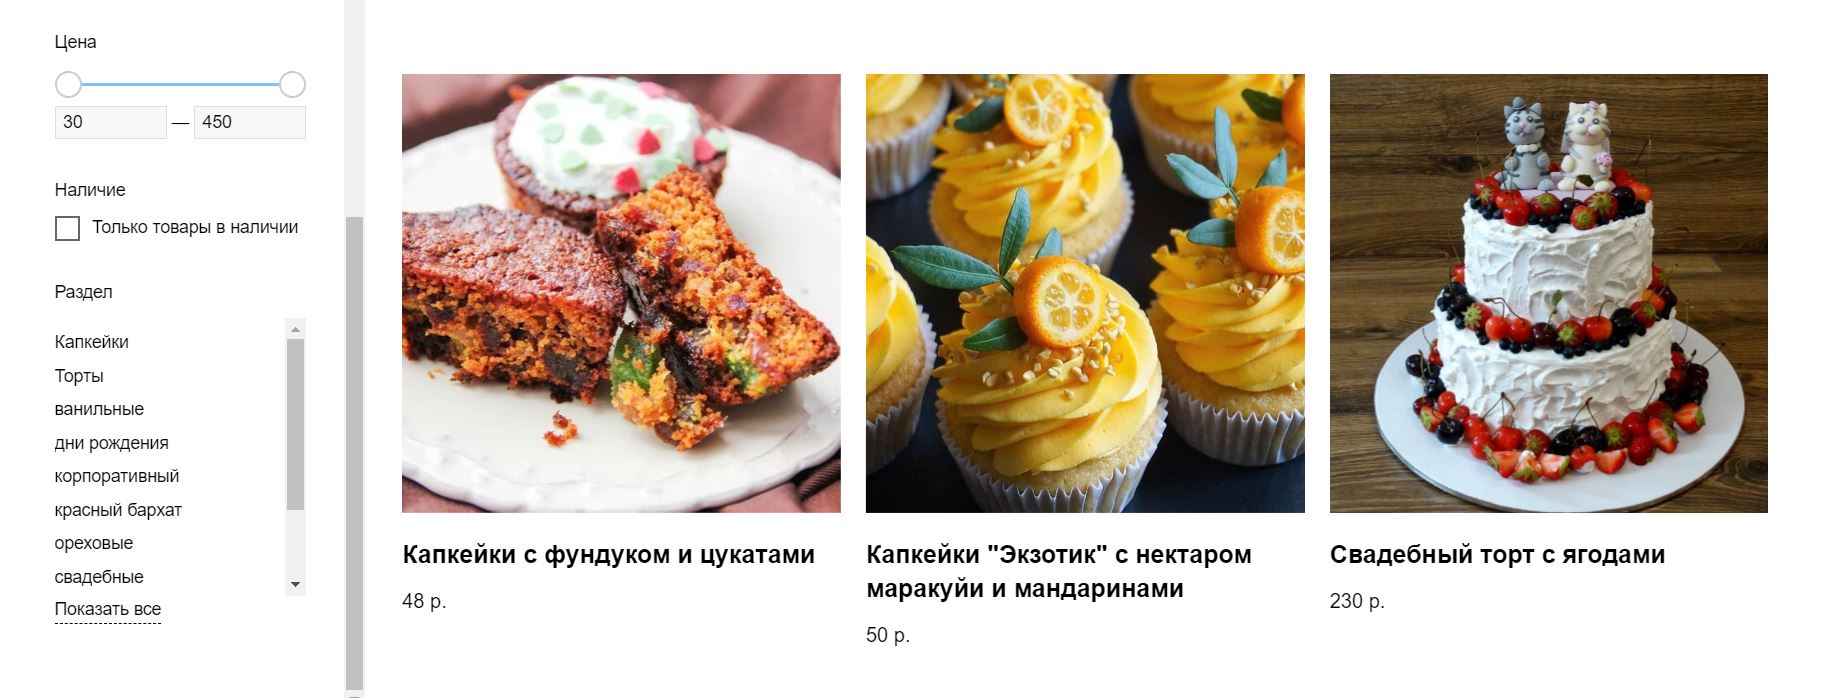 Цена
30 — 450
Наличие
Только товары в наличии
Раздел
Капкейки
Торты
ванильные
дни рождения
корпоративный
красный бархат
ореховые
свадебные
Показать все
Капкейки с фундуком и цукатами
48 р.
Капкейки "Экзотик" с нектаром
маракуйи и мандаринами
50 р.
Свадебный торт с ягодами
230 р.